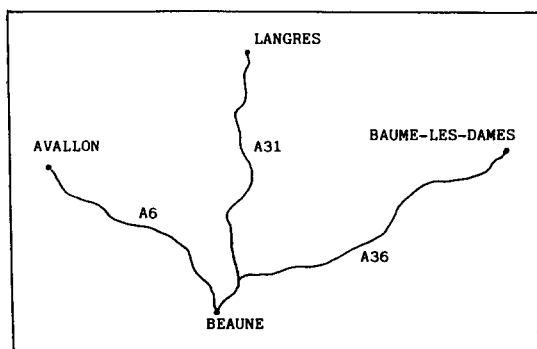 LANGRES
AVALLON
A31
BAUME-LES-DAMES
A6
A36
BEAUNE